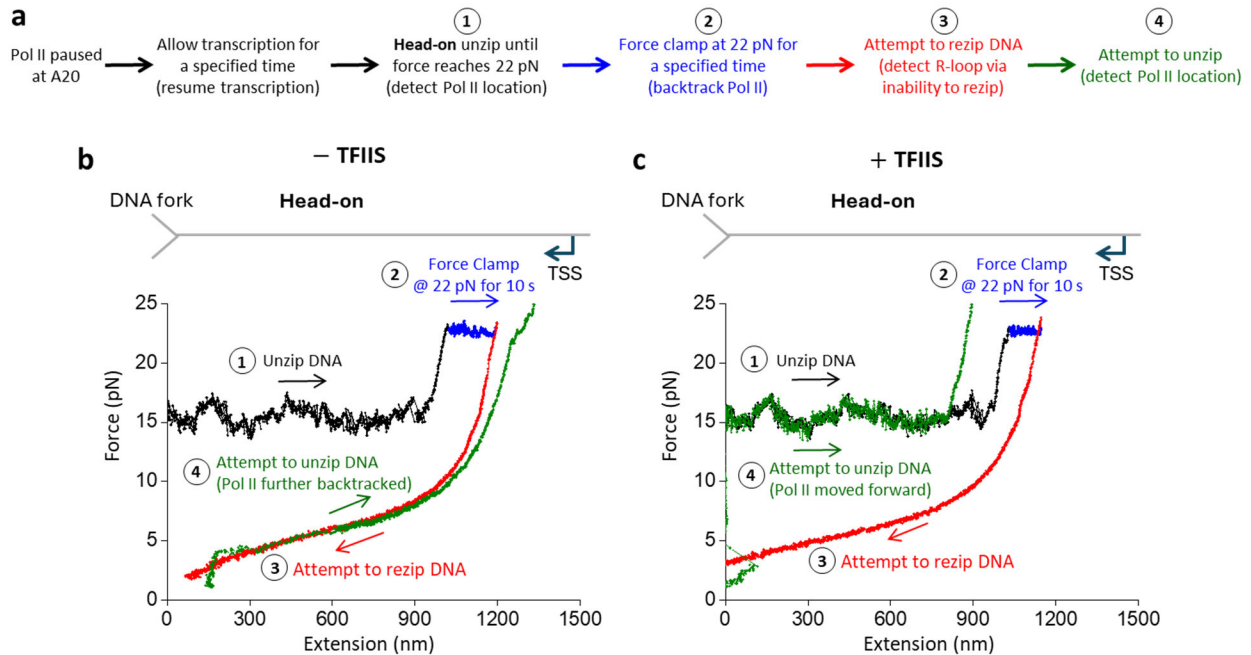 a
1
2
3
4
Pol II paused
at A20
Allow transcription for
a specified time
(resume transcription)
Head-on unzip until
force reaches 22 pN
(detect Pol II location)
Force clamp at 22 pN for
a specified time
(backtrack Pol II)
Attempt to rezip DNA
(detect R-loop via
inability to rezip)
Attempt to unzip
(detect Pol II location)
b
− TFIIS
DNA fork
Head-on
TSS
2
Force Clamp
@ 22 pN for 10 s
25
20
15
10
5
0
Force (pN)
1 Unzip DNA
4
Attempt to unzip DNA
(Pol II further backtracked)
3 Attempt to rezip DNA
0 300 600 900 1200 1500
Extension (nm)
c
+ TFIIS
DNA fork
Head-on
TSS
2
Force Clamp
@ 22 pN for 10 s
25
20
15
10
5
0
Force (pN)
1 Unzip DNA
4
Attempt to unzip DNA
(Pol II moved forward)
3 Attempt to rezip DNA
0 300 600 900 1200 1500
Extension (nm)